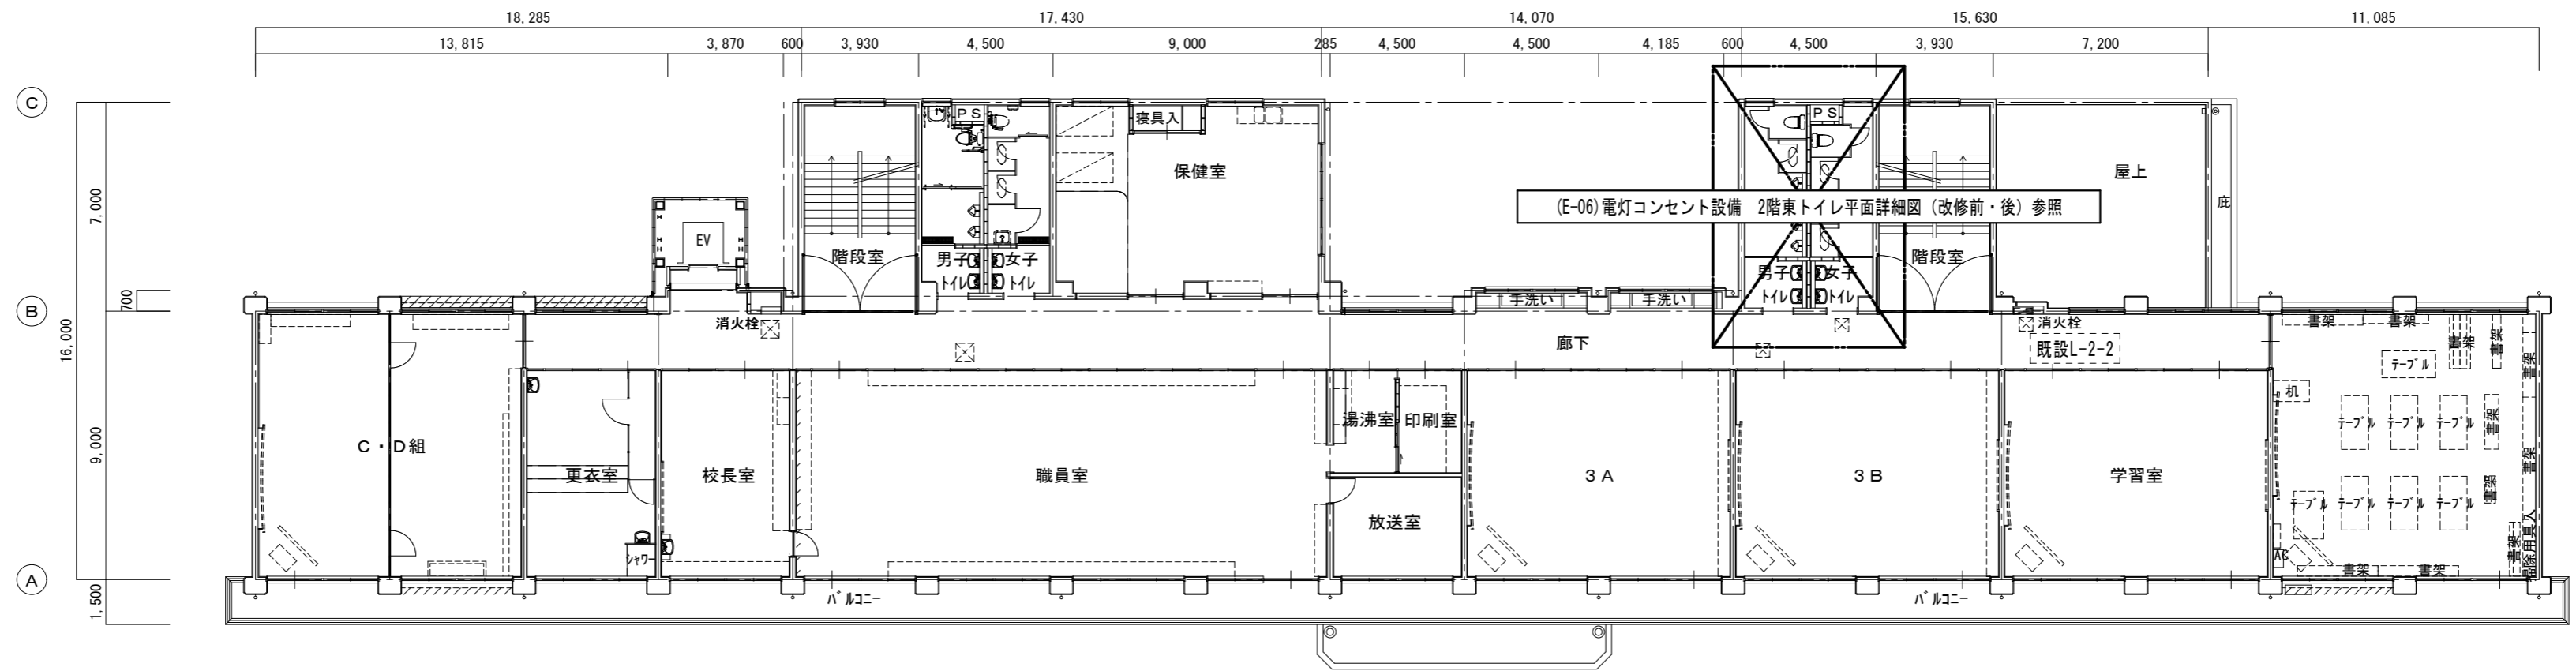 18,285 17,430 14,070 15,630 11,085
13,815 3,870 600 3,930 4,500 9,000 285 4,500 4,500 4,185 600 4,500 3,930 7,200
C
PS
寝具入
PS
保健室
屋上
7,000
(E-06)電灯コンセント設備 2階東トイレ平面詳細図(改修前・後)参照
庇
EV
階段室
男子
トイレ
女子
トイレ
階段室
男子
トイレ
女子
トイレ
700
B
手洗い
手洗い
消火栓
消火栓
書架
書架
書架
書架
書架
16,000
廊下
既設L-2-2
テーブル
机
9,000
C・D組
更衣室
校長室
職員室
湯沸室
印刷室
放送室
3A
3B
学習室
テーブル
テーブル
テーブル
書架
書架
書架
テーブル
テーブル
テーブル
テーブル
シャワー
AC
書架
掃除用具入
書架
書架
A
1,500
バルコニー
バルコニー